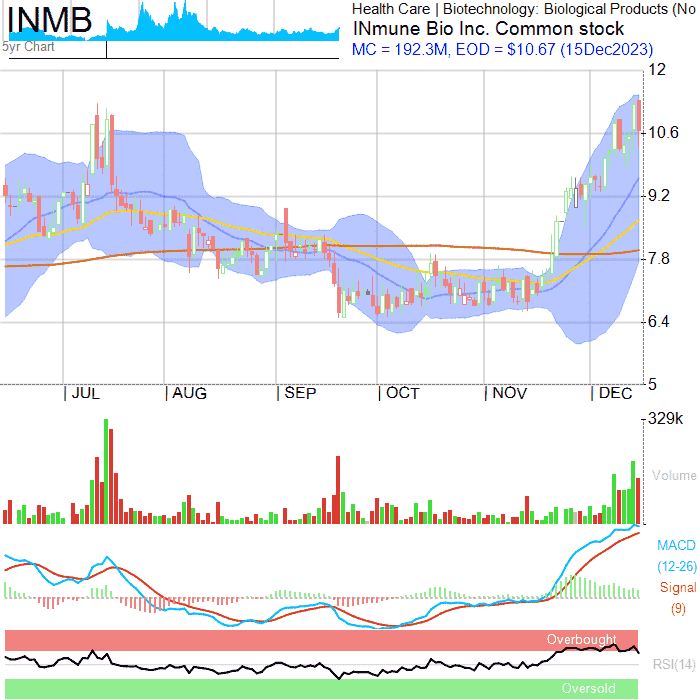 INMB
5yr Chart
Health Care | Biotechnology: Biological Products (No
INmune Bio Inc. Common stock
MC = 192.3M, EOD = $10.67 (15Dec2023)
12
10.6
9.2
7.8
6.4
5
JUL
AUG
SEP
OCT
NOV
DEC
329k
Volume
MACD
(12-26)
Signal
(9)
Overbought
RSI(14)
Oversold